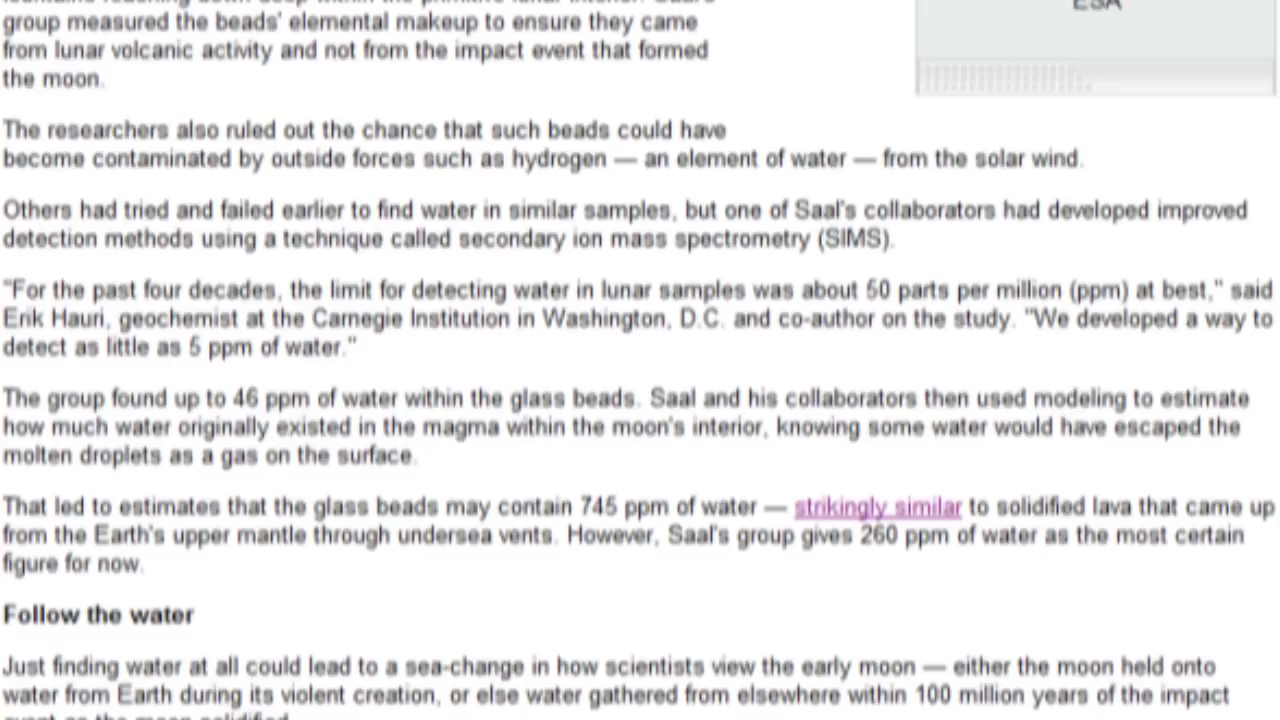 group measured the beads' elemental makeup to ensure they came
from lunar volcanic activity and not from the impact event that formed
the moon.
ESA
The researchers also ruled out the chance that such beads could have
become contaminated by outside forces such as hydrogen — an element of water — from the solar wind.
Others had tried and failed earlier to find water in similar samples, but one of Saal's collaborators had developed improved
detection methods using a technique called secondary ion mass spectrometry (SIMS).
"For the past four decades, the limit for detecting water in lunar samples was about 50 parts per million (ppm) at best," said
Erik Hauri, geochemist at the Carnegie Institution in Washington, D.C. and co-author on the study. "We developed a way to
detect as little as 5 ppm of water."
The group found up to 46 ppm of water within the glass beads. Saal and his collaborators then used modeling to estimate
how much water originally existed in the magma within the moon's interior, knowing some water would have escaped the
molten droplets as a gas on the surface.
That led to estimates that the glass beads may contain 745 ppm of water — strikingly similar to solidified lava that came up
from the Earth's upper mantle through undersea vents. However, Saal's group gives 260 ppm of water as the most certain
figure for now.
Follow the water
Just finding water at all could lead to a sea-change in how scientists view the early moon — either the moon held onto
water from Earth during its violent creation, or else water gathered from elsewhere within 100 million years of the impact